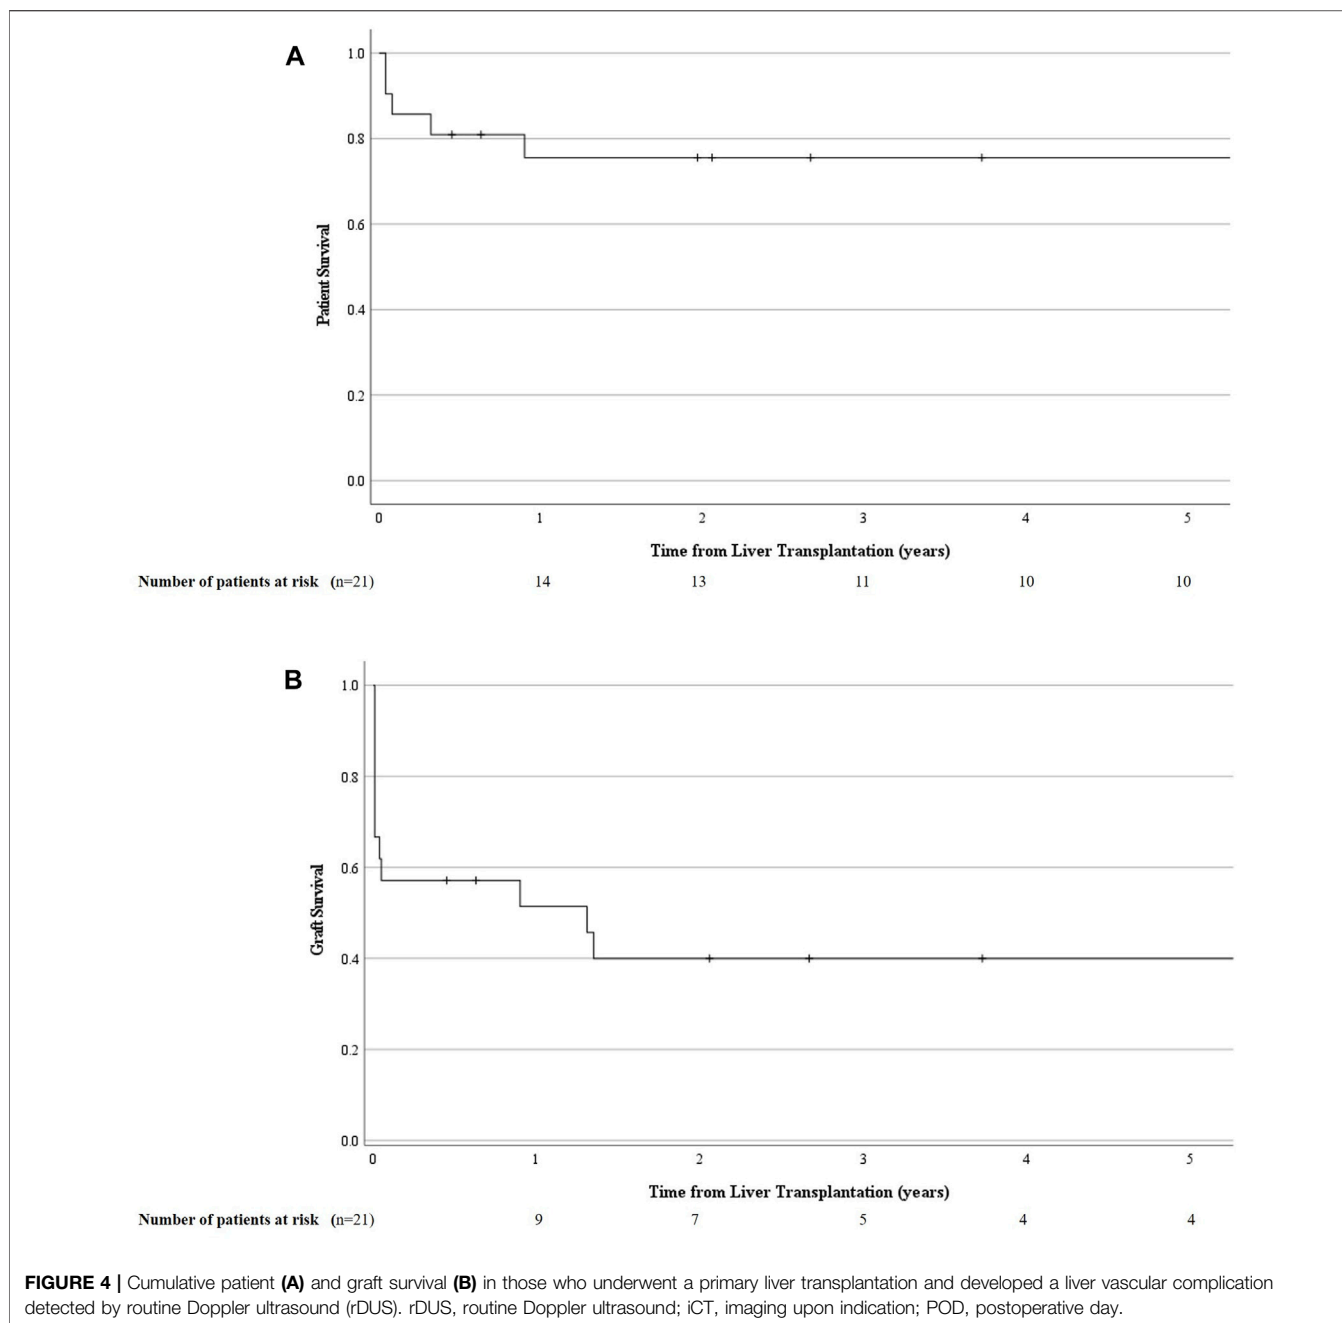 A
1.0
0.8
0.6
0.4
0.2
0.0
Patient Survival
0 1 2 3 4 5
Time from Liver Transplantation (years)
Number of patients at risk (n=21) 14 13 11 10 10
B
1.0
0.8
0.6
0.4
0.2
0.0
Graft Survival
0 1 2 3 4 5
Time from Liver Transplantation (years)
Number of patients at risk (n=21) 9 7 5 4 4
FIGURE 4 | Cumulative patient (A) and graft survival (B) in those who underwent a primary liver transplantation and developed a liver vascular complication
detected by routine Doppler ultrasound (rDUS). rDUS, routine Doppler ultrasound; iCT, imaging upon indication; POD, postoperative day.